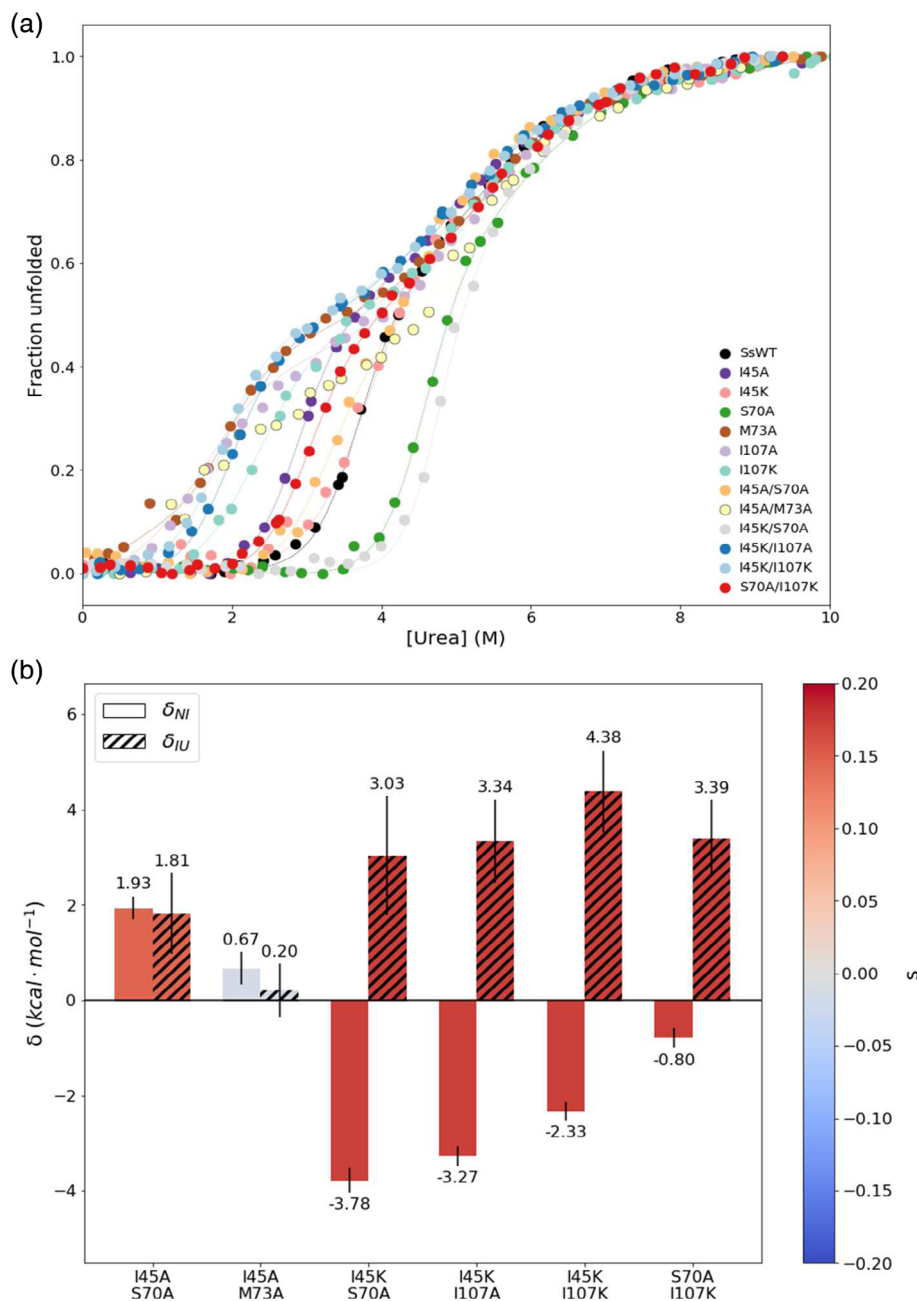 (a)
1.0
0.8
0.6
0.4
0.2
0.0
Fraction unfolded
SsWT
I45A
I45K
S70A
M73A
I107A
I107K
I45A/S70A
I45A/M73A
I45K/S70A
I45K/I107A
I45K/I107K
S70A/I107K
0 2 4 6 8 10
[Urea] (M)
(b)
δNI
δIU
6
4
2
0
−2
−4
δ (kcal · mol−1)
1.93
1.81
0.67
0.20
3.03
-3.78
3.34
-3.27
4.38
-2.33
3.39
-0.80
I45A
S70A
I45A
M73A
I45K
S70A
I45K
I107A
I45K
I107K
S70A
I107K
0.20
0.15
0.10
0.05
0.00
−0.05
−0.10
−0.15
−0.20
S